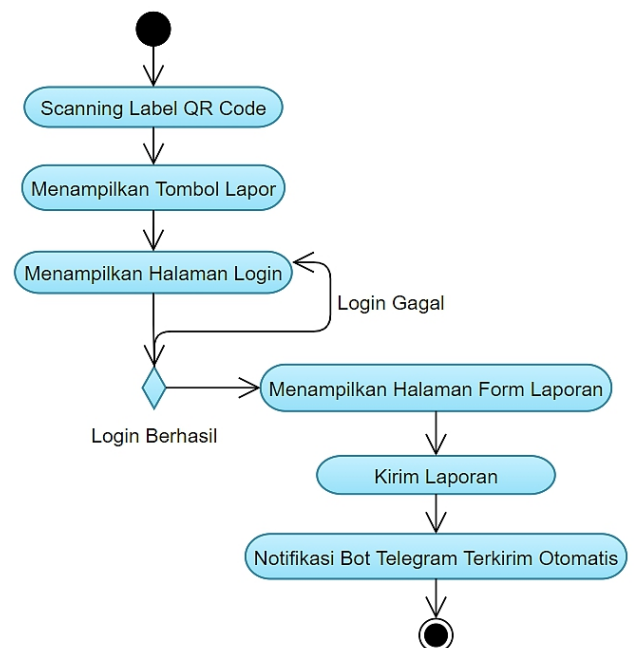 Scanning Label QR Code
Menampilkan Tombol Lapor
Menampilkan Halaman Login
Login Gagal
Menampilkan Halaman Form Laporan
Login Berhasil
Kirim Laporan
Notifikasi Bot Telegram Terkirim Otomatis